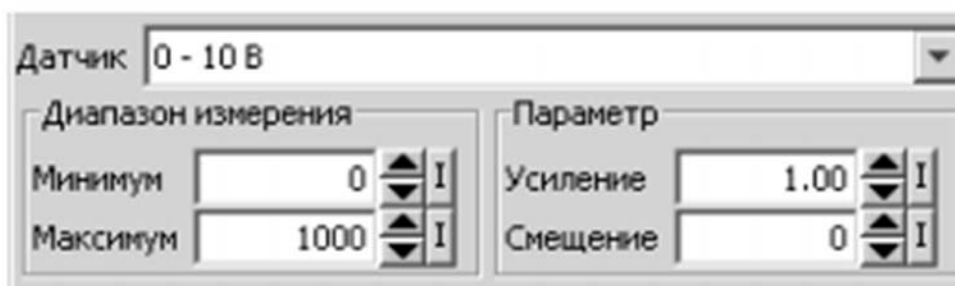 Датчик 0 - 10 В
Диапазон измерения Параметр
Минимум 0 I Усиление 1.00 I
Максимум 1000 I Смещение 0 I